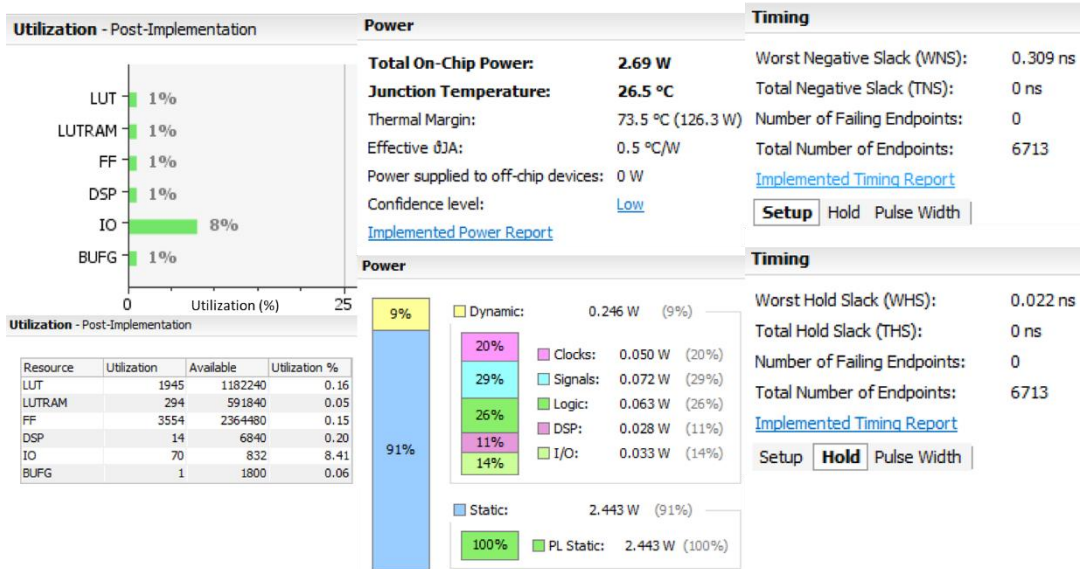 Utilization - Post-Implementation
LUT 1%
LUTRAM 1%
FF 1%
DSP 1%
IO 8%
BUFG 1%
0 25
Utilization (%)
Utilization - Post-Implementation
Resource Utilization Available Utilization %
LUT 1945 1182240 0.16
LUTRAM 294 591840 0.05
FF 3554 2364480 0.15
DSP 14 6840 0.20
IO 70 832 8.41
BUFG 1 1800 0.06
Power
Total On-Chip Power: 2.69 W
Junction Temperature: 26.5 °C
Thermal Margin: 73.5 °C (126.3 W)
Effective ϑJA: 0.5 °C/W
Power supplied to off-chip devices: 0 W
Confidence level: Low
Implemented Power Report
Power
9% Dynamic: 0.246 W (9%)
20% Clocks: 0.050 W (20%)
29% Signals: 0.072 W (29%)
26% Logic: 0.063 W (26%)
11% DSP: 0.028 W (11%)
14% I/O: 0.033 W (14%)
91%
Static: 2.443 W (91%)
100% PL Static: 2.443 W (100%)
Timing
Worst Negative Slack (WNS): 0.309 ns
Total Negative Slack (TNS): 0 ns
Number of Failing Endpoints: 0
Total Number of Endpoints: 6713
Implemented Timing Report
Setup Hold Pulse Width
Timing
Worst Hold Slack (WHS): 0.022 ns
Total Hold Slack (THS): 0 ns
Number of Failing Endpoints: 0
Total Number of Endpoints: 6713
Implemented Timing Report
Setup Hold Pulse Width